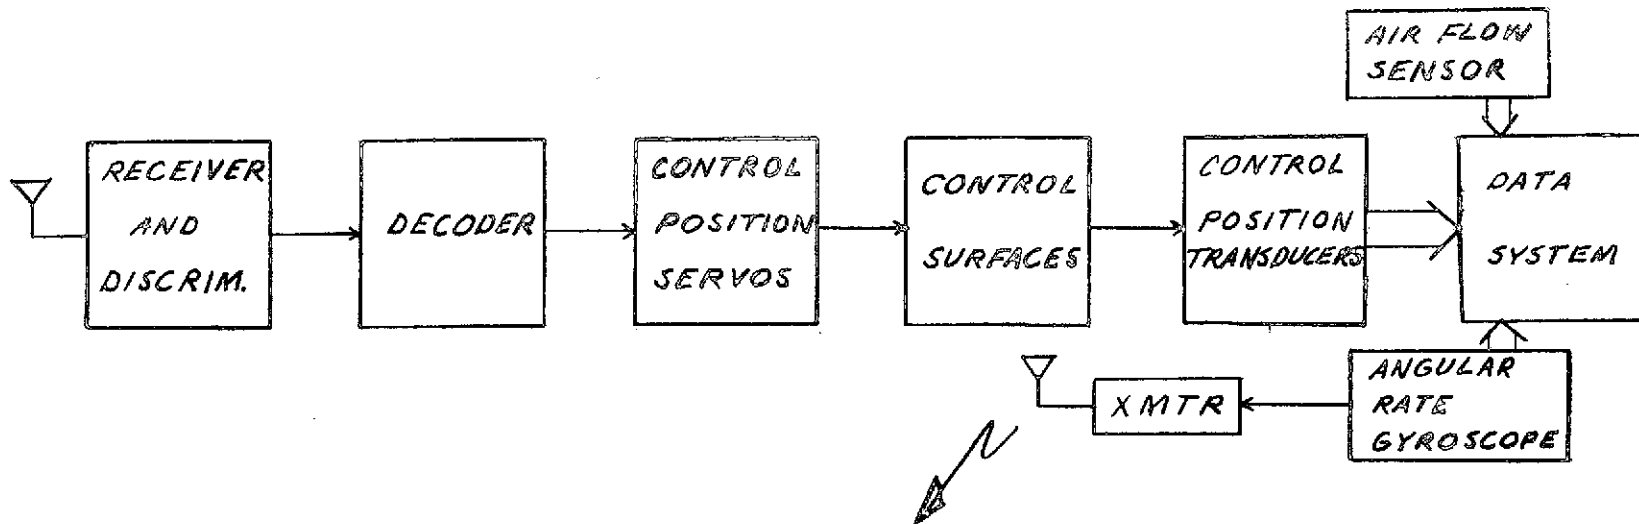 AIR FLOW
SENSOR
RECEIVER
AND
DISCRIM.
DECODER
CONTROL
POSITION
SERVOS
CONTROL
SURFACES
CONTROL
POSITION
TRANSDUCERS
DATA
SYSTEM
XMTR
ANGULAR
RATE
GYROSCOPE